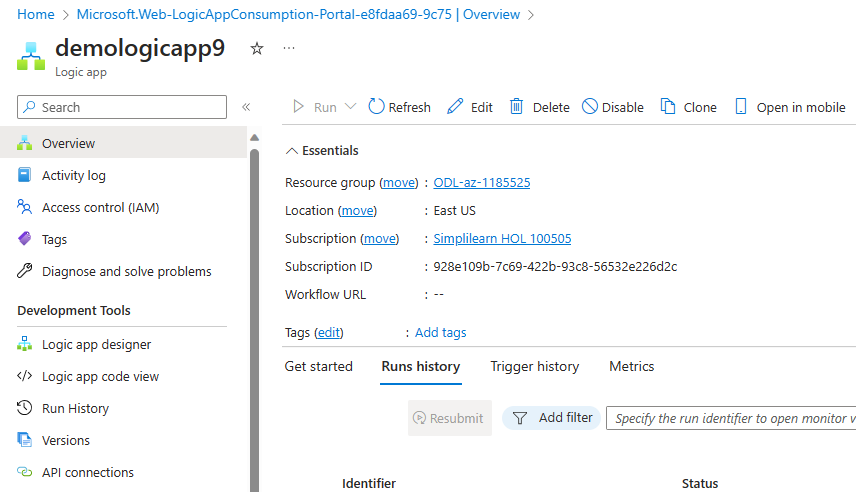 Home > Microsoft.Web-LogicAppConsumption-Portal-e8fdaa69-9c75 | Overview >
demologicapp9
Logic app
Search
Overview
Activity log
Access control (IAM)
Tags
Diagnose and solve problems
Development Tools
Logic app designer
Logic app code view
Run History
Versions
API connections
Run Refresh Edit Delete Disable Clone Open in mobile
Essentials
Resource group (move) : ODL-az-1185525
Location (move) : East US
Subscription (move) : Simplilearn HOL 100505
Subscription ID : 928e109b-7c69-422b-93c8-56532e226d2c
Workflow URL : --
Tags (edit) : Add tags
Get started Runs history Trigger history Metrics
Resubmit Add filter Specify the run identifier to open monitor v
Identifier Status